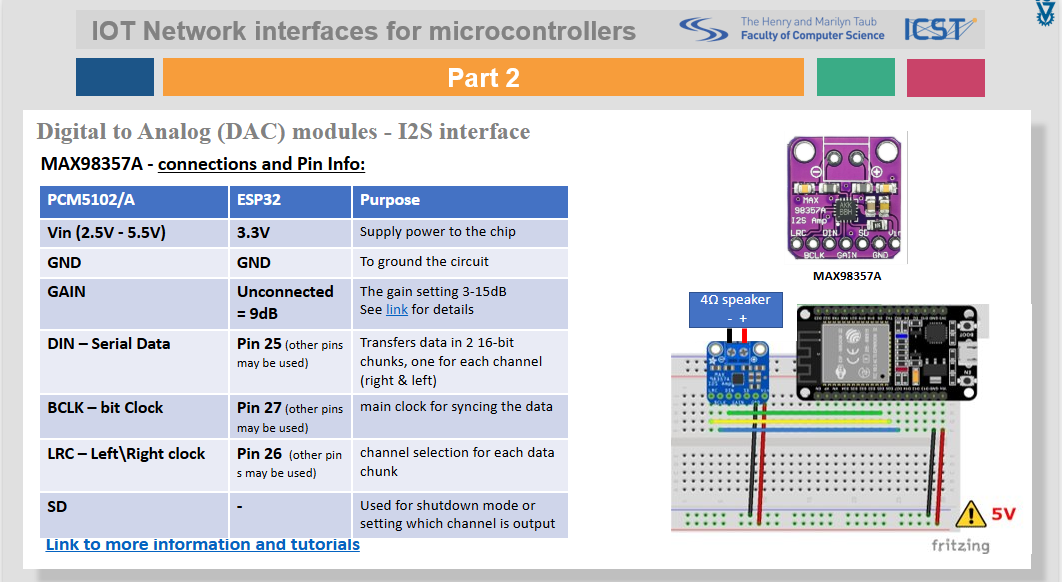 IOT Network interfaces for microcontrollers
The Henry and Marilyn Taub
Faculty of Computer Science
ICST
Part 2
Digital to Analog (DAC) modules - I2S interface
MAX98357A - connections and Pin Info:
PCM5102/A ESP32 Purpose
Vin (2.5V - 5.5V) 3.3V Supply power to the chip
GND GND To ground the circuit
GAIN Unconnected The gain setting 3-15dB
= 9dB See link for details
DIN – Serial Data Pin 25 (other pins Transfers data in 2 16-bit
may be used) chunks, one for each channel
(right & left)
BCLK – bit Clock Pin 27 (other pins main clock for syncing the data
may be used)
LRC – Left\Right clock Pin 26 (other pin channel selection for each data
s may be used) chunk
SD - Used for shutdown mode or
setting which channel is output
Link to more information and tutorials
MAX
98357A
I2S Amp
AKK
BBH
LRC DIN SD Vin
BCLK GAIN GND
MAX98357A
4Ω speaker
- +
MAX
98357A
I2S Amp
5V
fritzing